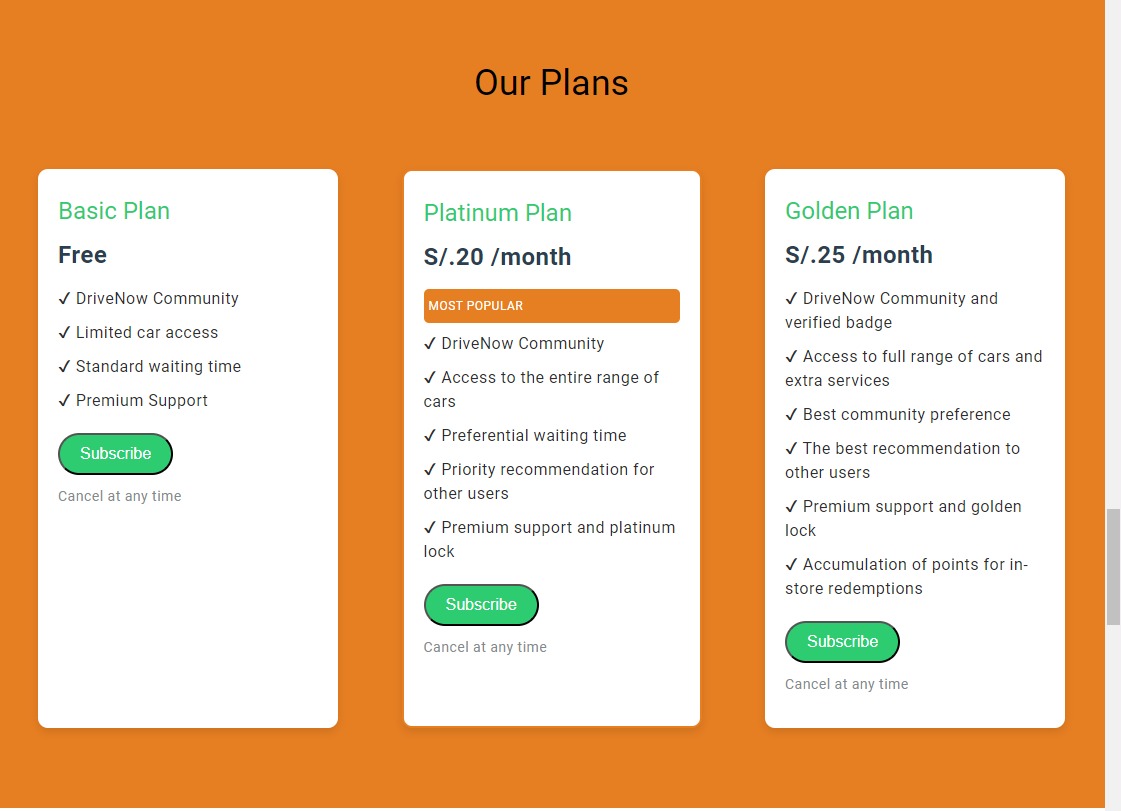 Our Plans
Basic Plan
Free
✓ DriveNow Community
✓ Limited car access
✓ Standard waiting time
✓ Premium Support
Subscribe
Cancel at any time
Platinum Plan
S/.20 /month
MOST POPULAR
✓ DriveNow Community
✓ Access to the entire range of
cars
✓ Preferential waiting time
✓ Priority recommendation for
other users
✓ Premium support and platinum
lock
Subscribe
Cancel at any time
Golden Plan
S/.25 /month
✓ DriveNow Community and
verified badge
✓ Access to full range of cars and
extra services
✓ Best community preference
✓ The best recommendation to
other users
✓ Premium support and golden
lock
✓ Accumulation of points for in-
store redemptions
Subscribe
Cancel at any time